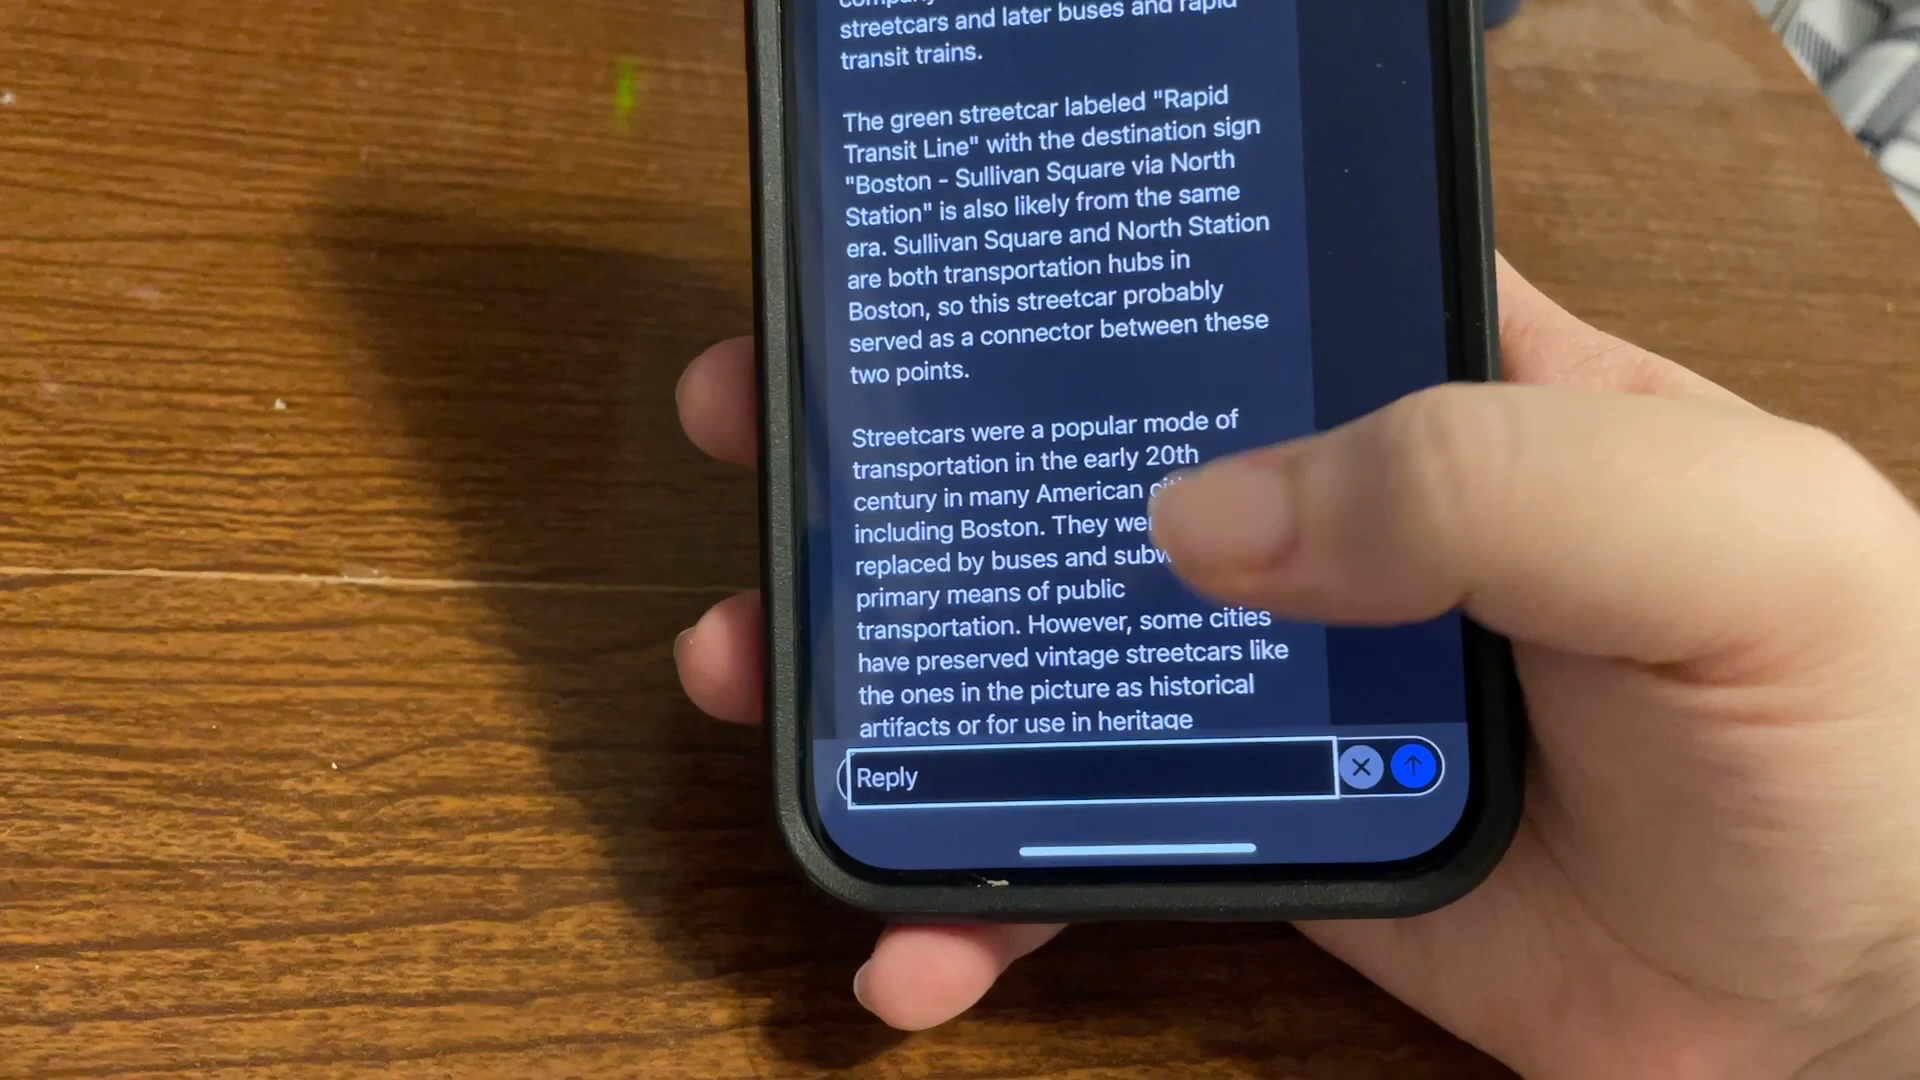 streetcars and later buses and rapid
transit trains.
The green streetcar labeled "Rapid
Transit Line" with the destination sign
"Boston - Sullivan Square via North
Station" is also likely from the same
era. Sullivan Square and North Station
are both transportation hubs in
Boston, so this streetcar probably
served as a connector between these
two points.
Streetcars were a popular mode of
transportation in the early 20th
century in many American
including Boston. They
replaced by buses and
primary means of public
transportation. However, some cities
have preserved vintage streetcars like
the ones in the picture as historical
artifacts or for use in heritage
Reply